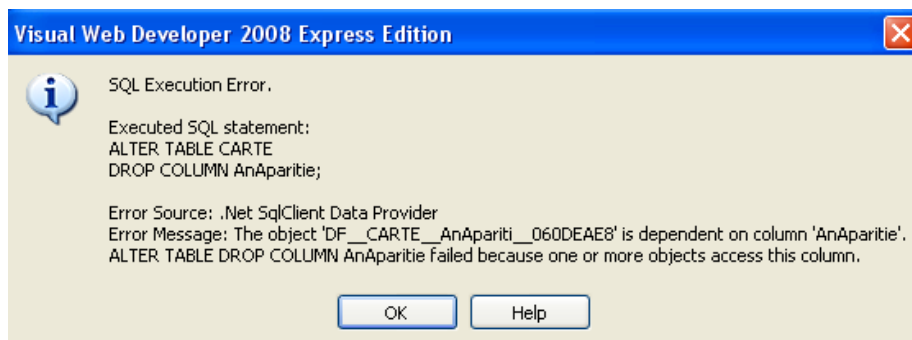 Visual Web Developer 2008 Express Edition
SQL Execution Error.
Executed SQL statement:
ALTER TABLE CARTE
DROP COLUMN AnAparitie;
Error Source: .Net SqlClient Data Provider
Error Message: The object 'DF__CARTE__AnApariti__060DEAE8' is dependent on column 'AnAparitie'.
ALTER TABLE DROP COLUMN AnAparitie failed because one or more objects access this column.
OK
Help